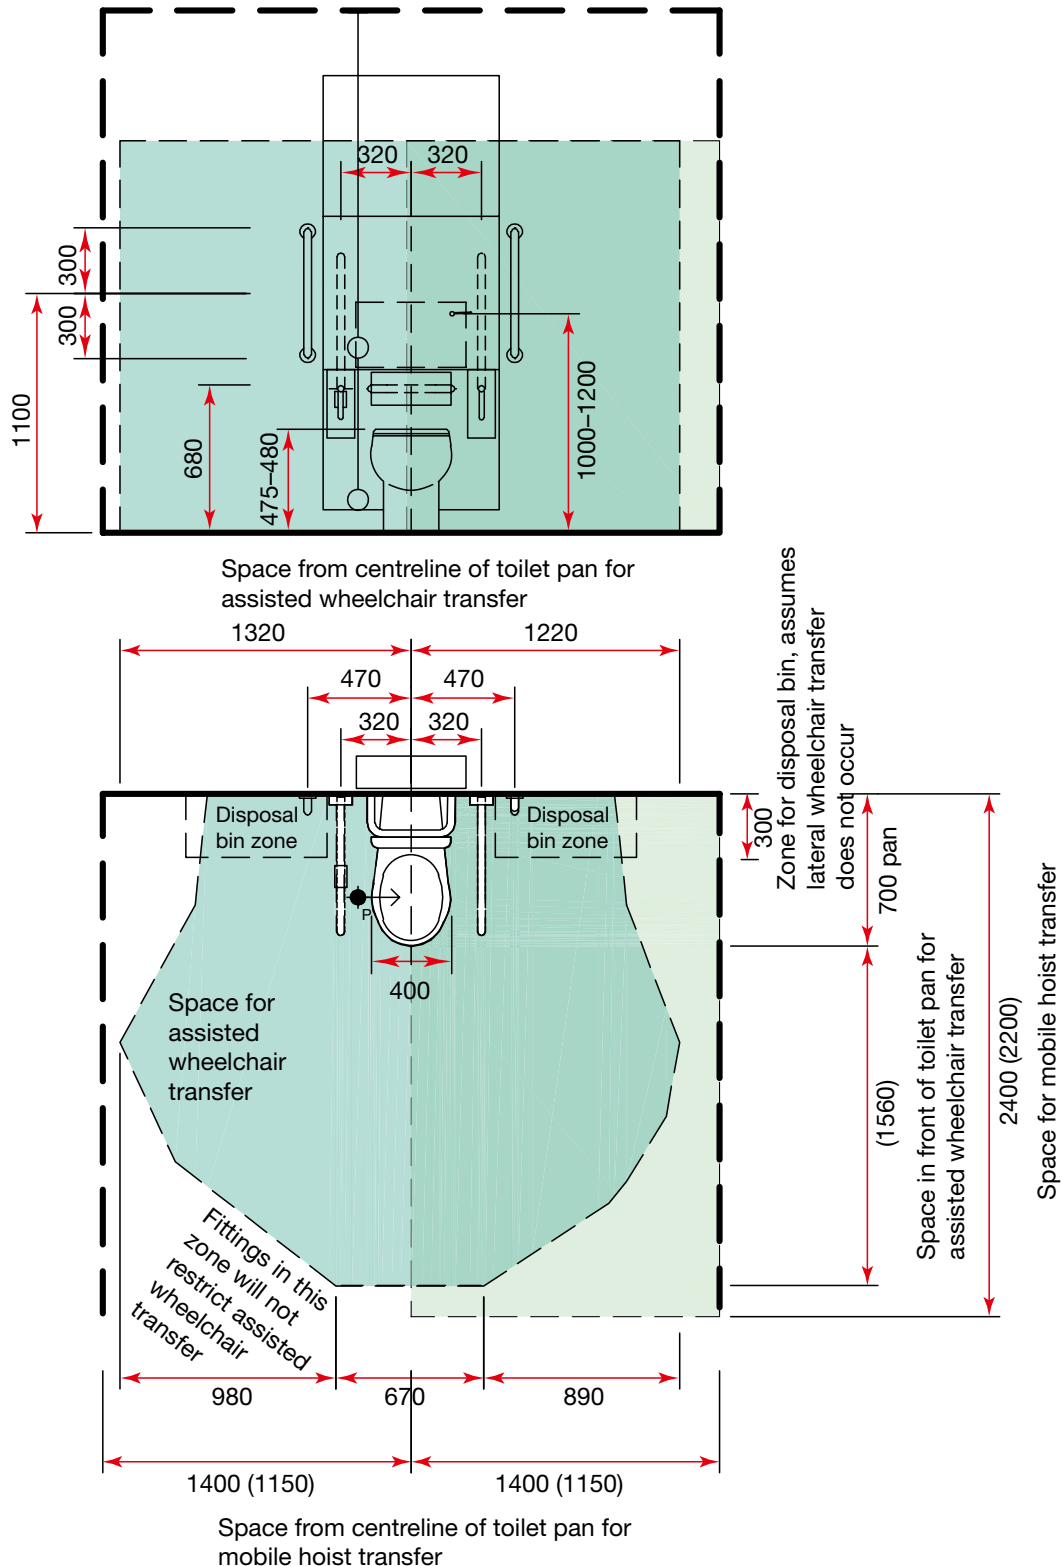 320
320
300
300
1100
680
475–480
1000–1200
Space from centreline of toilet pan for
assisted wheelchair transfer
1320
1220
470
470
320
320
Zone for disposal bin, assumes
lateral wheelchair transfer
does not occur
Disposal
bin zone
Disposal
bin zone
300
700 pan
P
400
Space for
assisted
wheelchair
transfer
(1560)
Space in front of toilet pan for
assisted wheelchair transfer
2400 (2200)
Space for mobile hoist transfer
Fittings in this
zone will not
restrict assisted
wheelchair
transfer
980
670
890
1400 (1150)
1400 (1150)
Space from centreline of toilet pan for
mobile hoist transfer